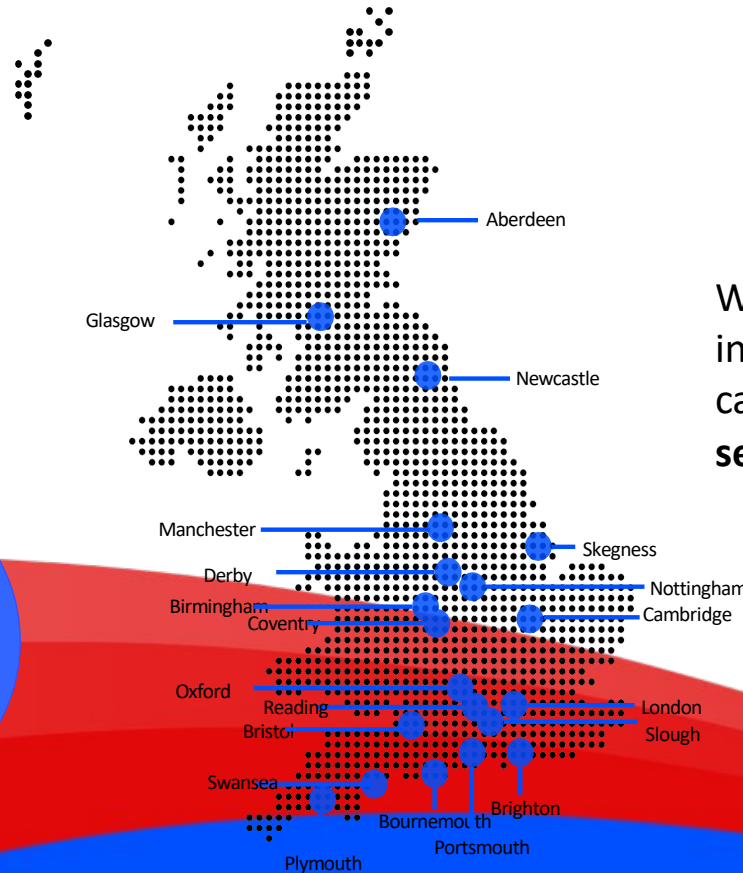 Aberdeen
Glasgow
Newcastle
Manchester
Skegness
Derby
Nottingham
Birmingham
Cambridge
Coventry
Oxford
Reading
London
Bristol
Slough
Swansea
Brighton
Bournemouth
Portsmouth
Plymouth